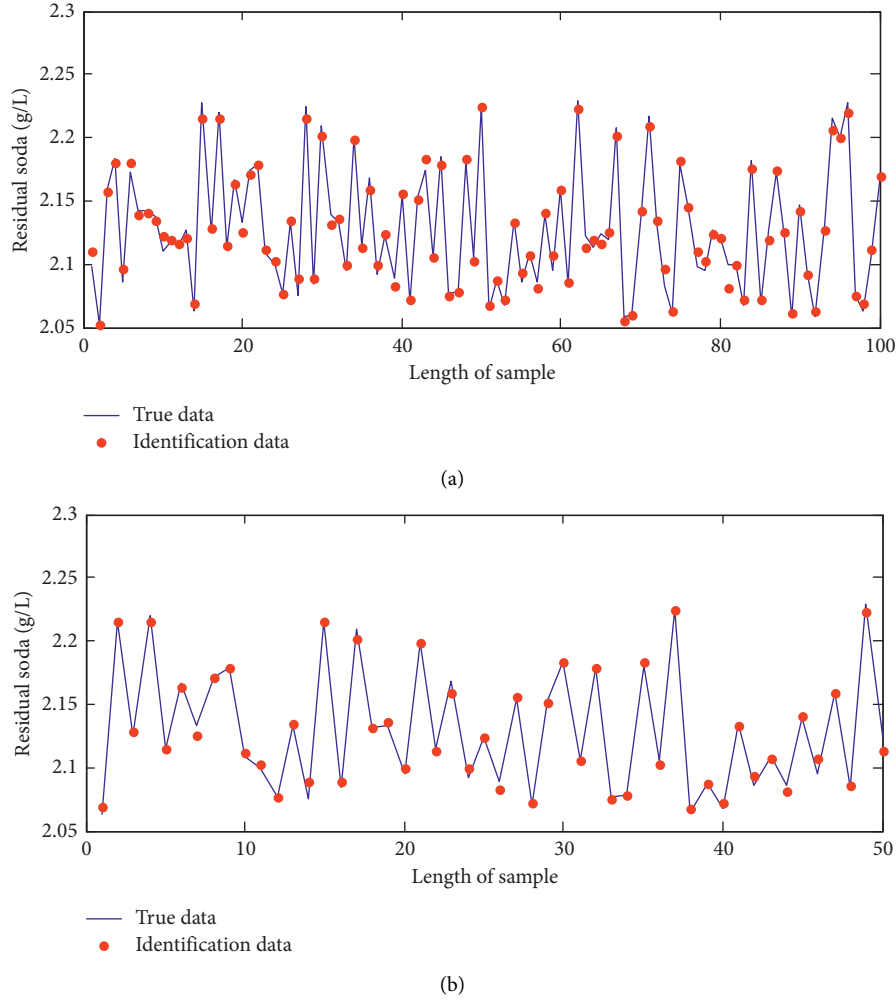 2.3
2.25
2.2
2.15
2.1
2.05
Residual soda (g/L)
0 20 40 60 80 100
Length of sample
True data
Identification data
(a)
2.3
2.25
2.2
2.15
2.1
2.05
Residual soda (g/L)
0 10 20 30 40 50
Length of sample
True data
Identification data
(b)